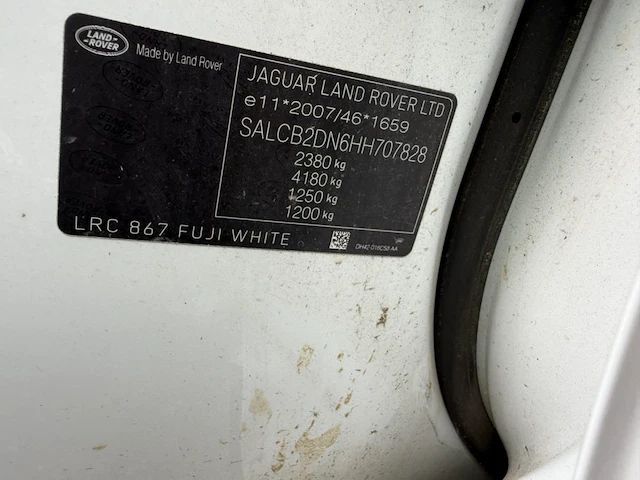 LAND
ROVER
Made by Land Rover
JAGUAR LAND ROVER LTD
e11*2007/46*1659
SALCB2DN6HH707828
2380 kg
4180 kg
1250 kg
1200 kg
LRC 867 FUJI WHITE